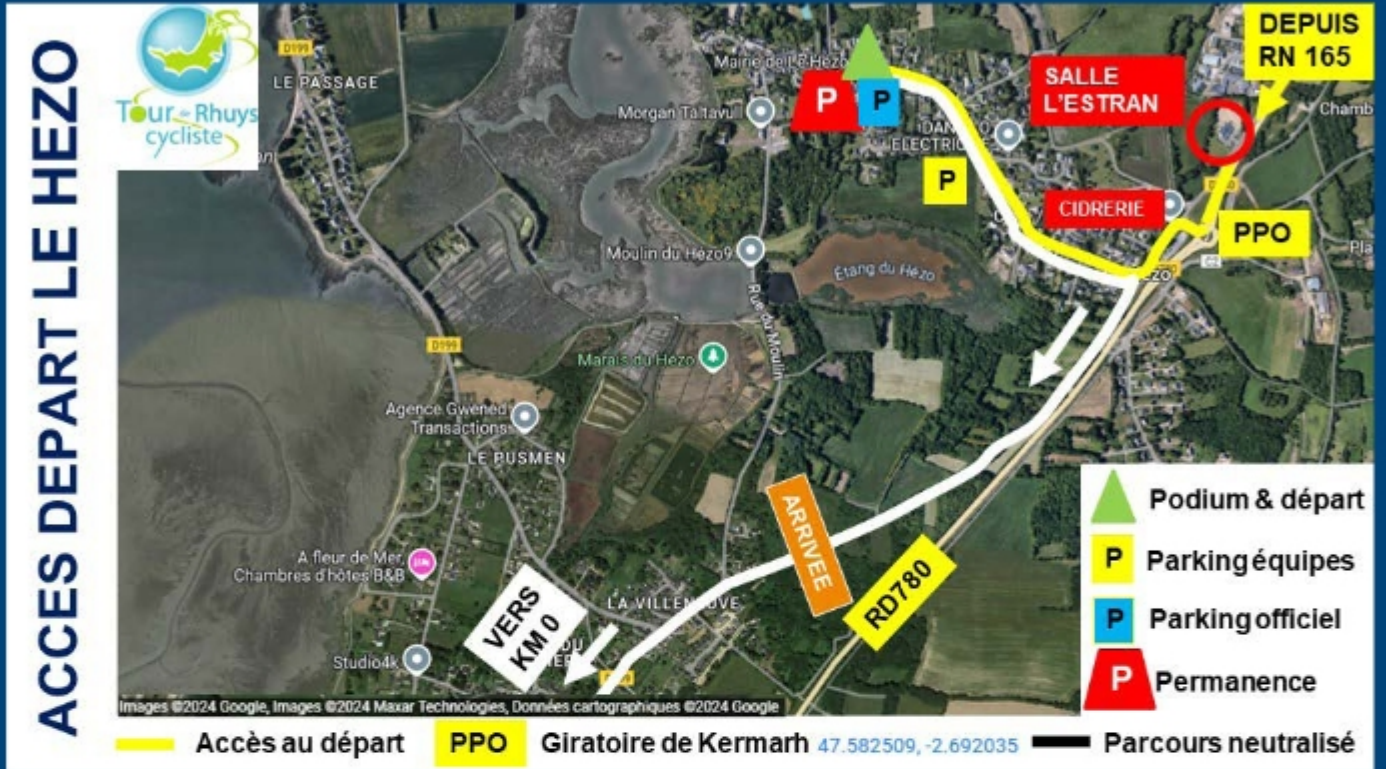 ACCES DEPART LE HEZO
Tour de Rhuys
cycliste
D199
LE PASSAGE
Mairie de Le Hézo
Morgan Tatavull
P
P
DEPUIS
RN 165
SALLE
L'ESTRAN
Chamb
P
CIDRERIE
PPO
C2
Moulin du Hézo9
Étang du Hézo
Rue du Moulin
D199
Marais du Hézo
Agence Gwened
Transactions
LE PUSMEN
A fleur de Mer,
Chambres d'hôtes B&B
ARRIVEE
RD780
LA VILLENEUVE
VERS
KM 0
Studio4k
Podium & départ
P Parking équipes
P Parking officiel
P Permanence
Images ©2024 Google, Images ©2024 Maxar Technologies, Données cartographiques ©2024 Google
Accès au départ
PPO Giratoire de Kermarh 47.582509, -2.692035
Parcours neutralisé